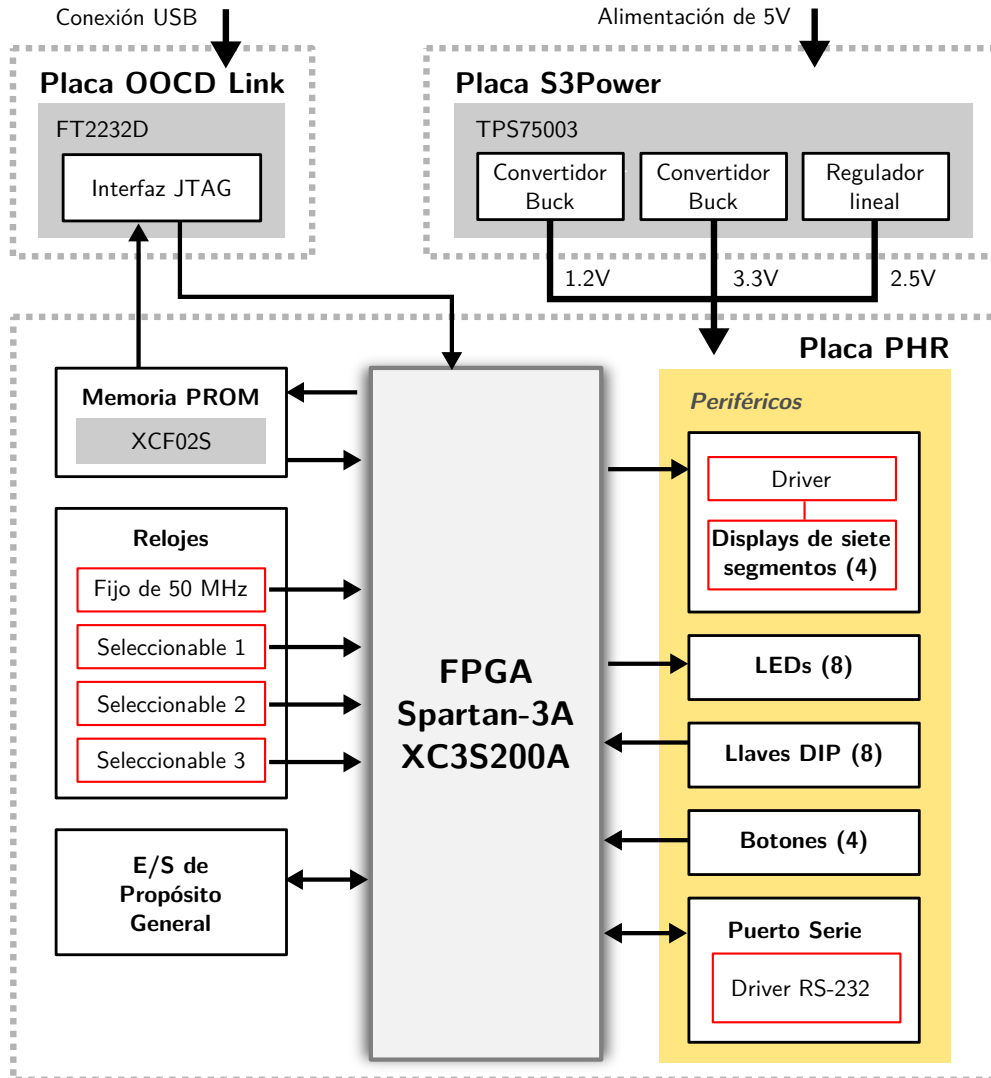 Conexión USB
Alimentación de 5V
Placa OOCD Link
FT2232D
Interfaz JTAG
Placa S3Power
TPS75003
Convertidor
Buck
Convertidor
Buck
Regulador
lineal
1.2V
3.3V
2.5V
Placa PHR
Memoria PROM
XCF02S
Relojes
Fijo de 50 MHz
Seleccionable 1
Seleccionable 2
Seleccionable 3
E/S de
Propósito
General
FPGA
Spartan-3A
XC3S200A
Periféricos
Driver
Displays de siete
segmentos (4)
LEDs (8)
Llaves DIP (8)
Botones (4)
Puerto Serie
Driver RS-232